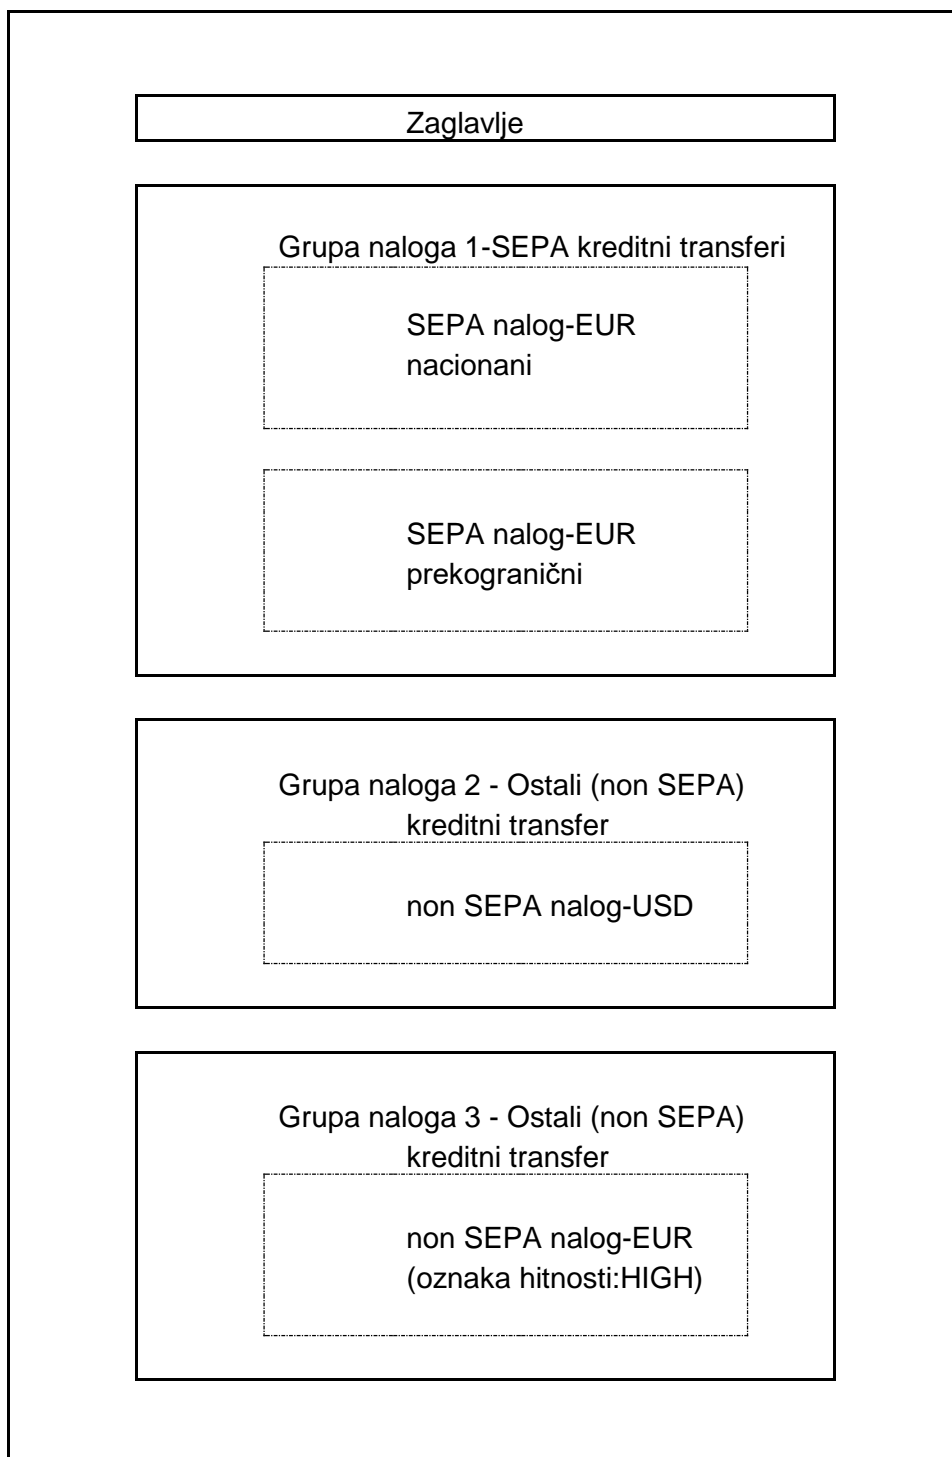 Zaglavlje
Grupa naloga 1-SEPA kreditni transferi
SEPA nalog-EUR
nacionani
SEPA nalog-EUR
prekogranični
Grupa naloga 2 - Ostali (non SEPA)
kreditni transfer
non SEPA nalog-USD
Grupa naloga 3 - Ostali (non SEPA)
kreditni transfer
non SEPA nalog-EUR
(oznaka hitnosti:HIGH)